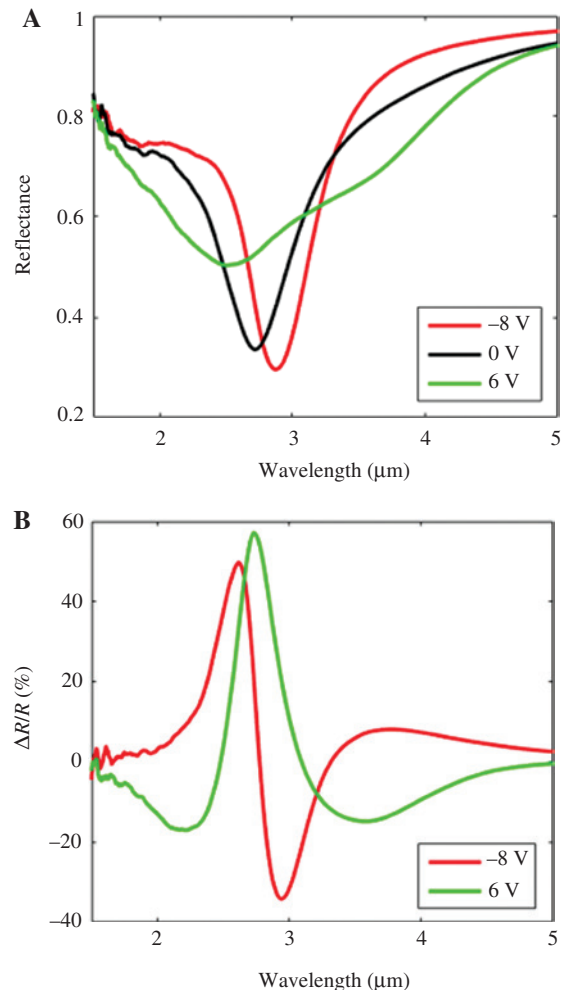 A
1
0.8
0.6
0.4
0.2
Reflectance
–8 V
0 V
6 V
2
3
4
5
Wavelength (μm)
B
60
40
20
0
–20
–40
ΔR/R (%)
–8 V
6 V
2
3
4
5
Wavelength (μm)